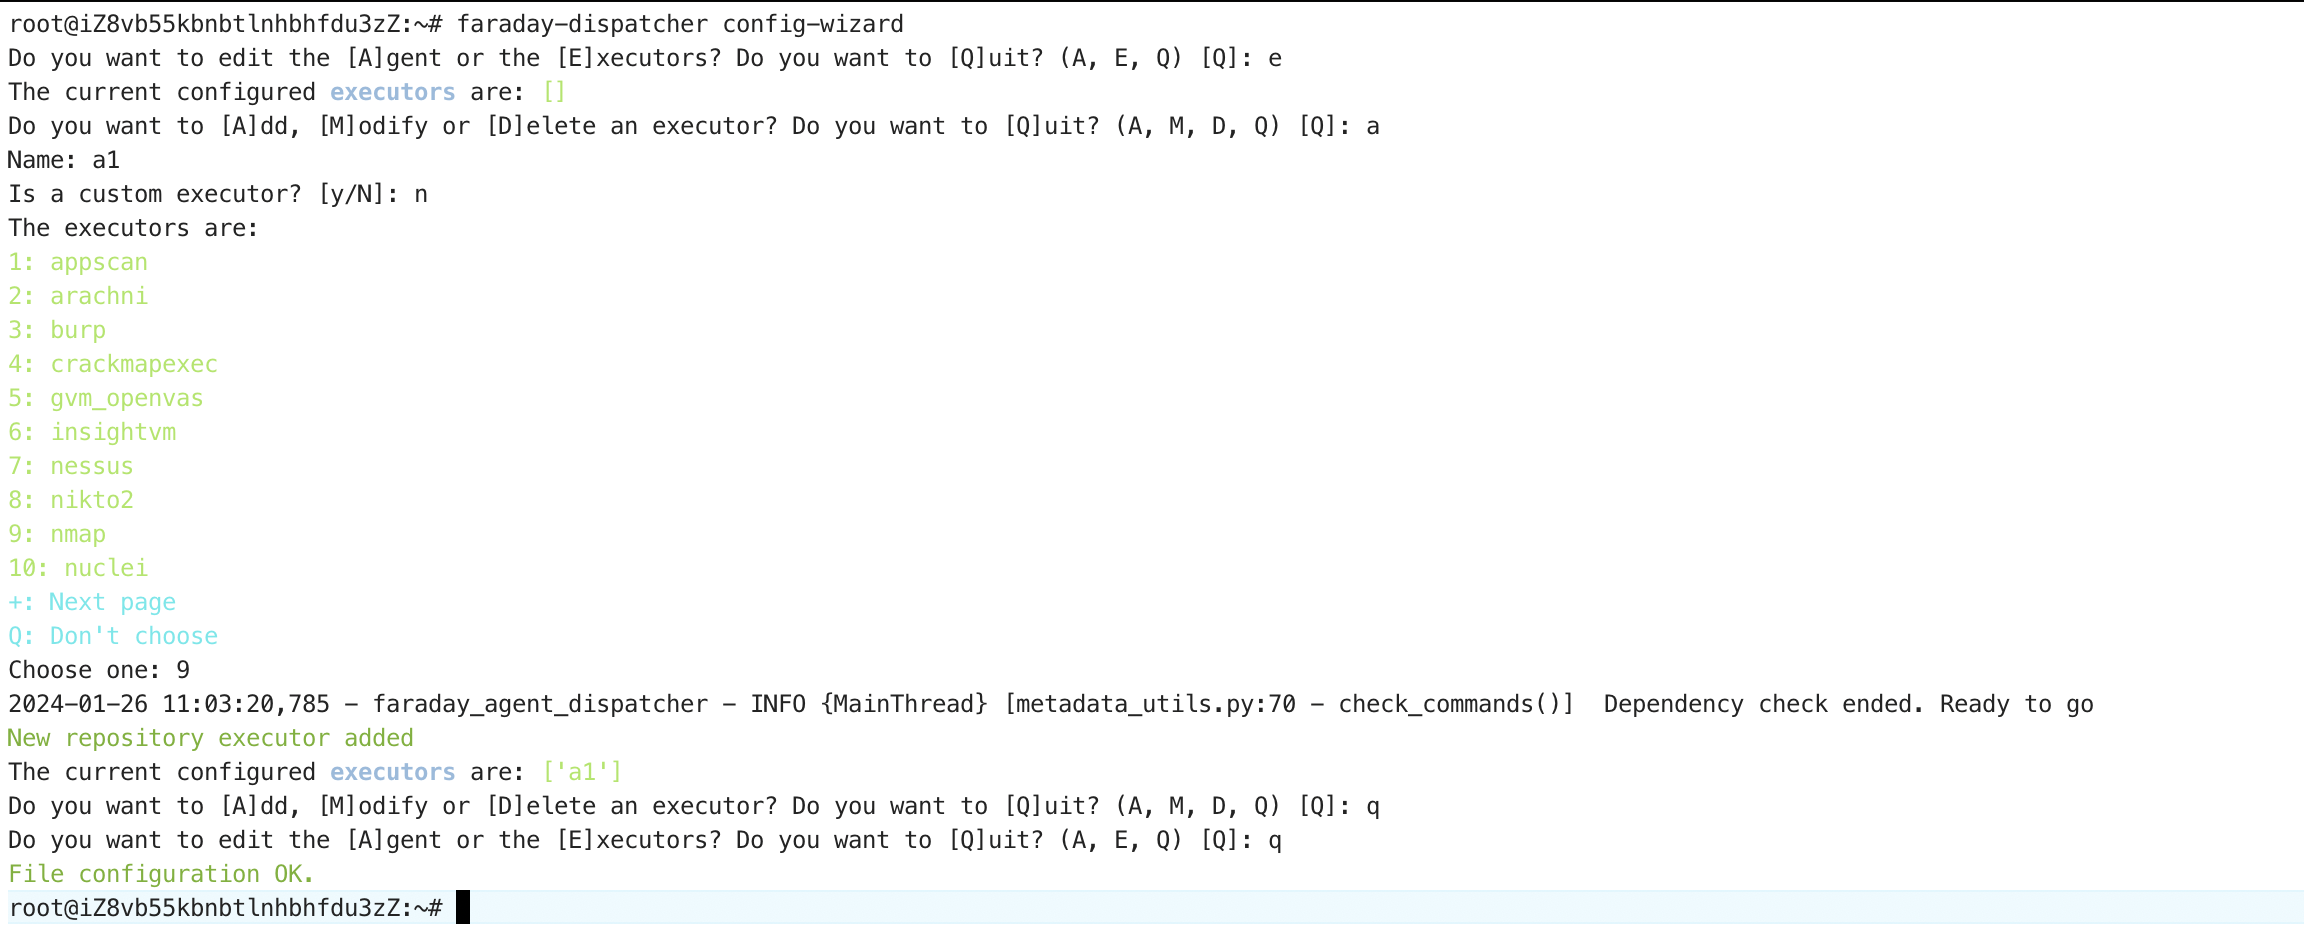 root@iZ8vb55kbnbtlnhbhfdu3zZ:~# faraday-dispatcher config-wizard
Do you want to edit the [A]gent or the [E]xecutors? Do you want to [Q]uit? (A, E, Q) [Q]: e
The current configured executors are: []
Do you want to [A]dd, [M]odify or [D]elete an executor? Do you want to [Q]uit? (A, M, D, Q) [Q]: a
Name: a1
Is a custom executor? [y/N]: n
The executors are:
1: appscan
2: arachni
3: burp
4: crackmapexec
5: gvm_openvas
6: insightvm
7: nessus
8: nikto2
9: nmap
10: nuclei
+: Next page
Q: Don't choose
Choose one: 9
2024-01-26 11:03:20,785 - faraday_agent_dispatcher - INFO {MainThread} [metadata_utils.py:70 - check_commands()]  Dependency check ended. Ready to go
New repository executor added
The current configured executors are: ['a1']
Do you want to [A]dd, [M]odify or [D]elete an executor? Do you want to [Q]uit? (A, M, D, Q) [Q]: q
Do you want to edit the [A]gent or the [E]xecutors? Do you want to [Q]uit? (A, E, Q) [Q]: q
File configuration OK.
root@iZ8vb55kbnbtlnhbhfdu3zZ:~#